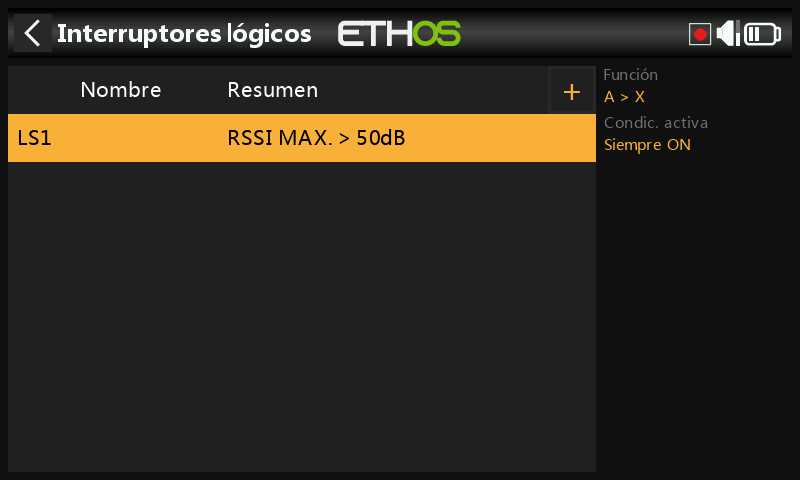 Interruptores lógicos ETHOS
Nombre Resumen +
LS1 RSSI MAX. > 50dB
Función
A > X
Condic. activa
Siempre ON